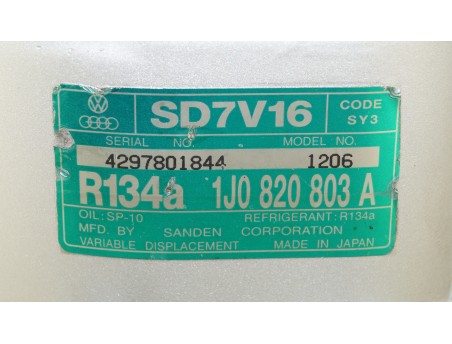 SD7V16 CODE SY3
SERIAL NO. MODEL NO.
4297801844 1206
R134a 1J0 820 803 A
OIL: SP-10 REFRIGERANT: R134a
MFD. BY SANDEN CORPORATION
VARIABLE DISPLACEMENT MADE IN JAPAN